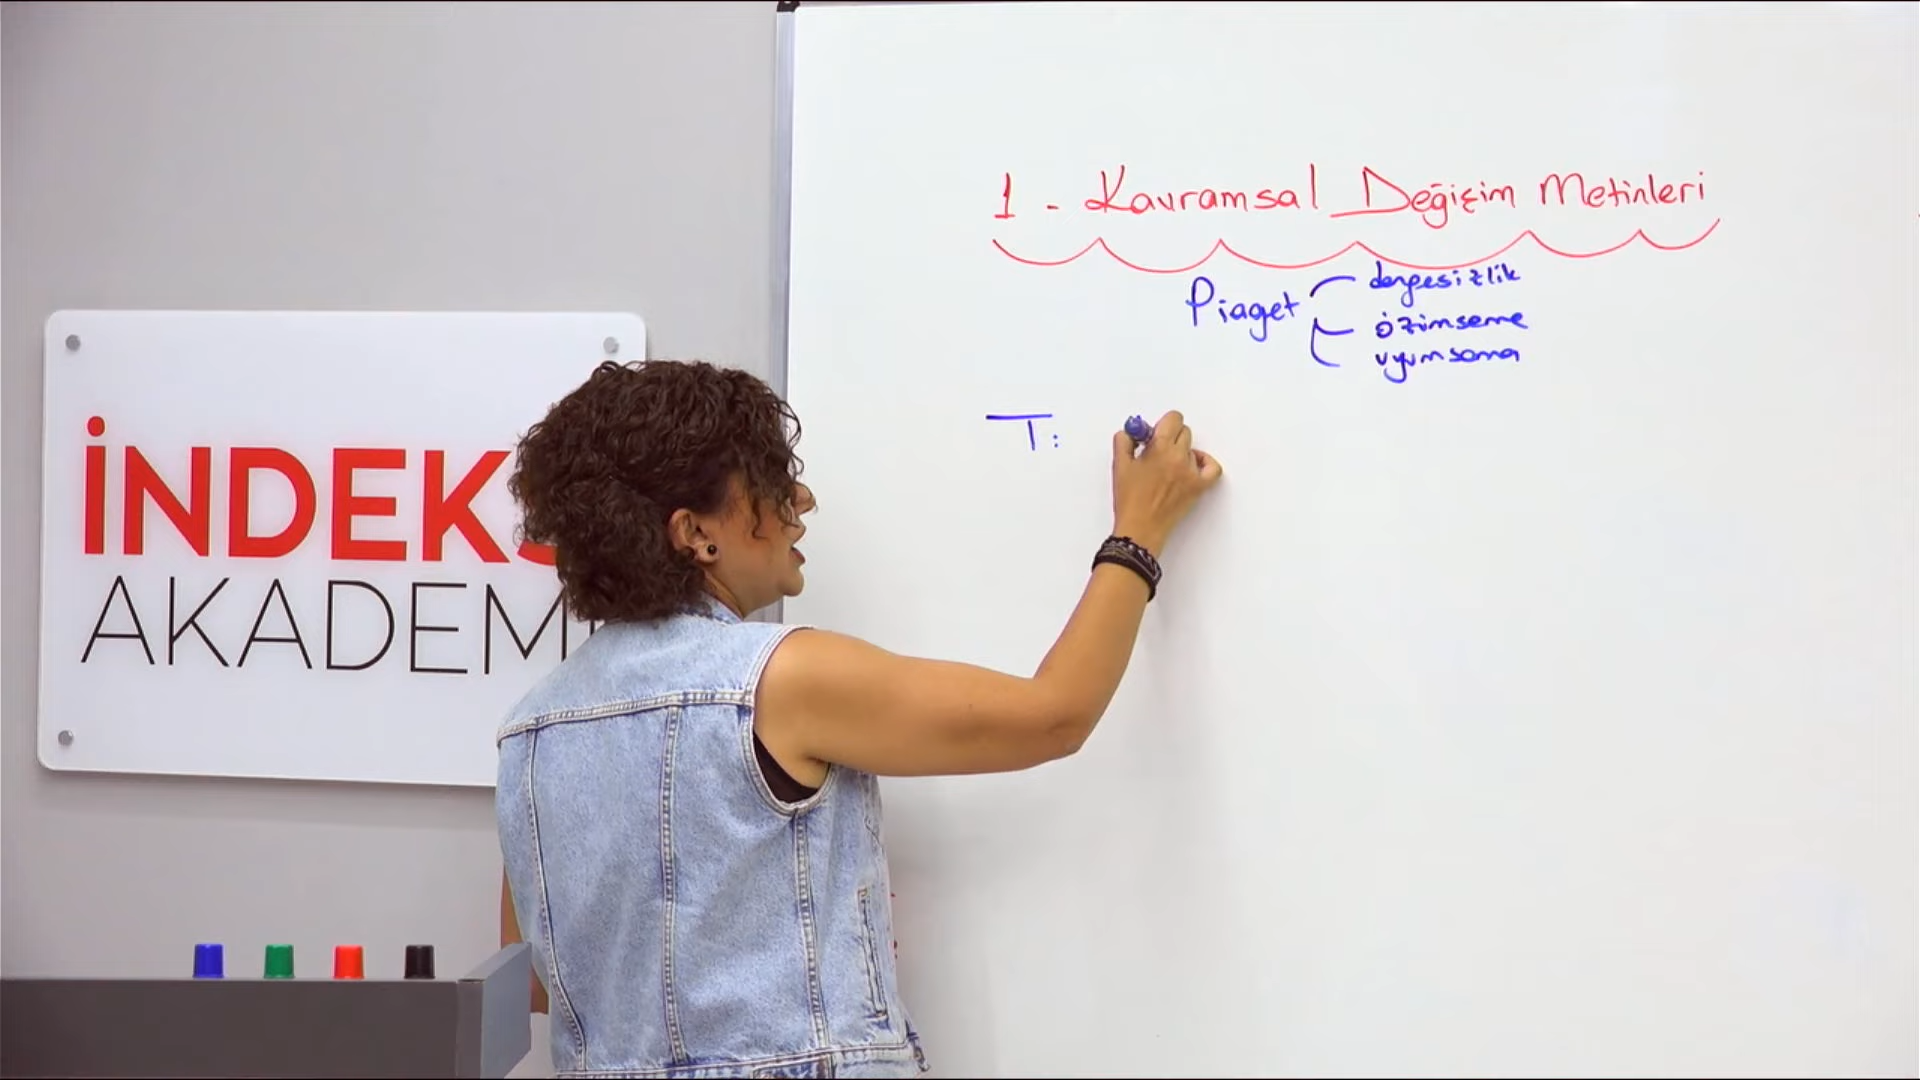 İNDEKS
AKADEM
1 - Kavramsal Değişim Metinleri
Piaget
dengesizlik
özümseme
uyumsama
T: